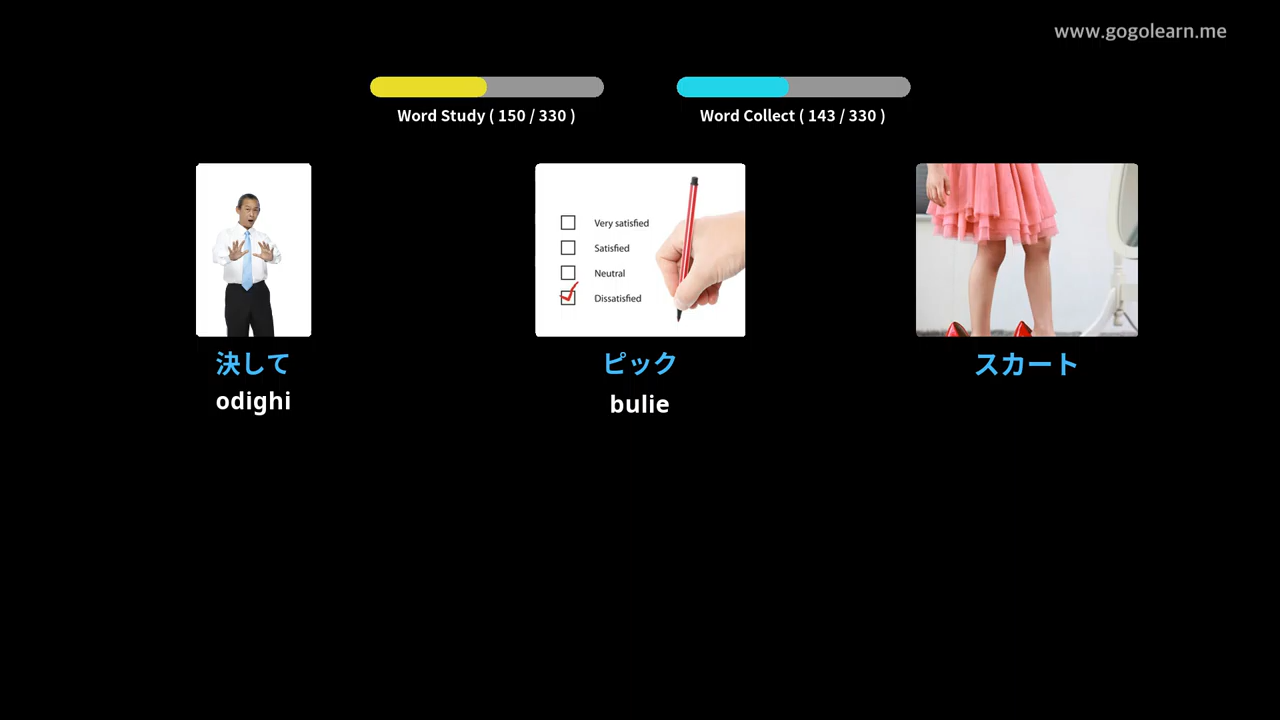 www.gogolearn.me
Word Study ( 150 / 330 )
Word Collect ( 143 / 330 )
Very satisfied
Satisfied
Neutral
Dissatisfied
決して
ピック
スカート
odighi
bulie